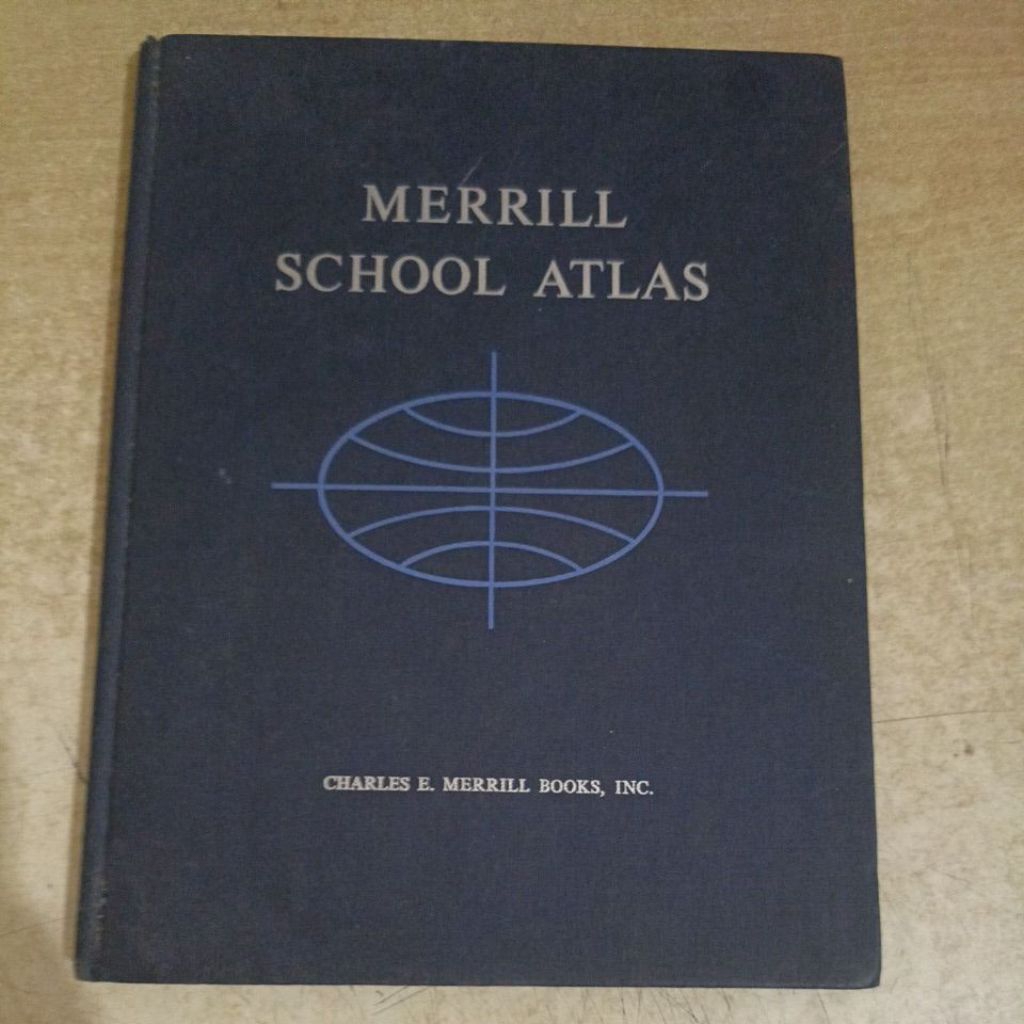 MERRILL
SCHOOL ATLAS
CHARLES E. MERRILL BOOKS, INC.